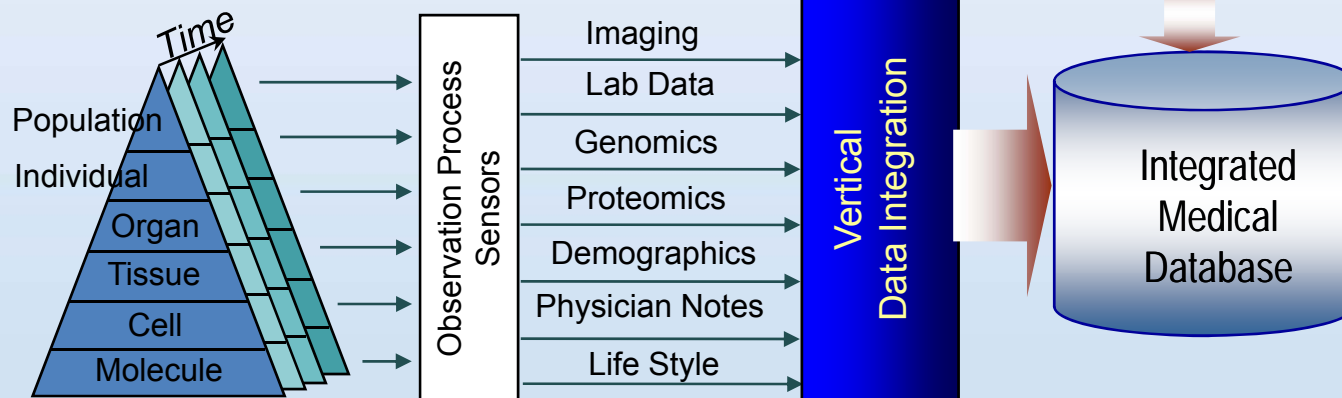 Time
Population
Individual
Organ
Tissue
Cell
Molecule
Observation Process
Sensors
Imaging
Lab Data
Genomics
Proteomics
Demographics
Physician Notes
Life Style
Vertical
Data Integration
Integrated
Medical
Database